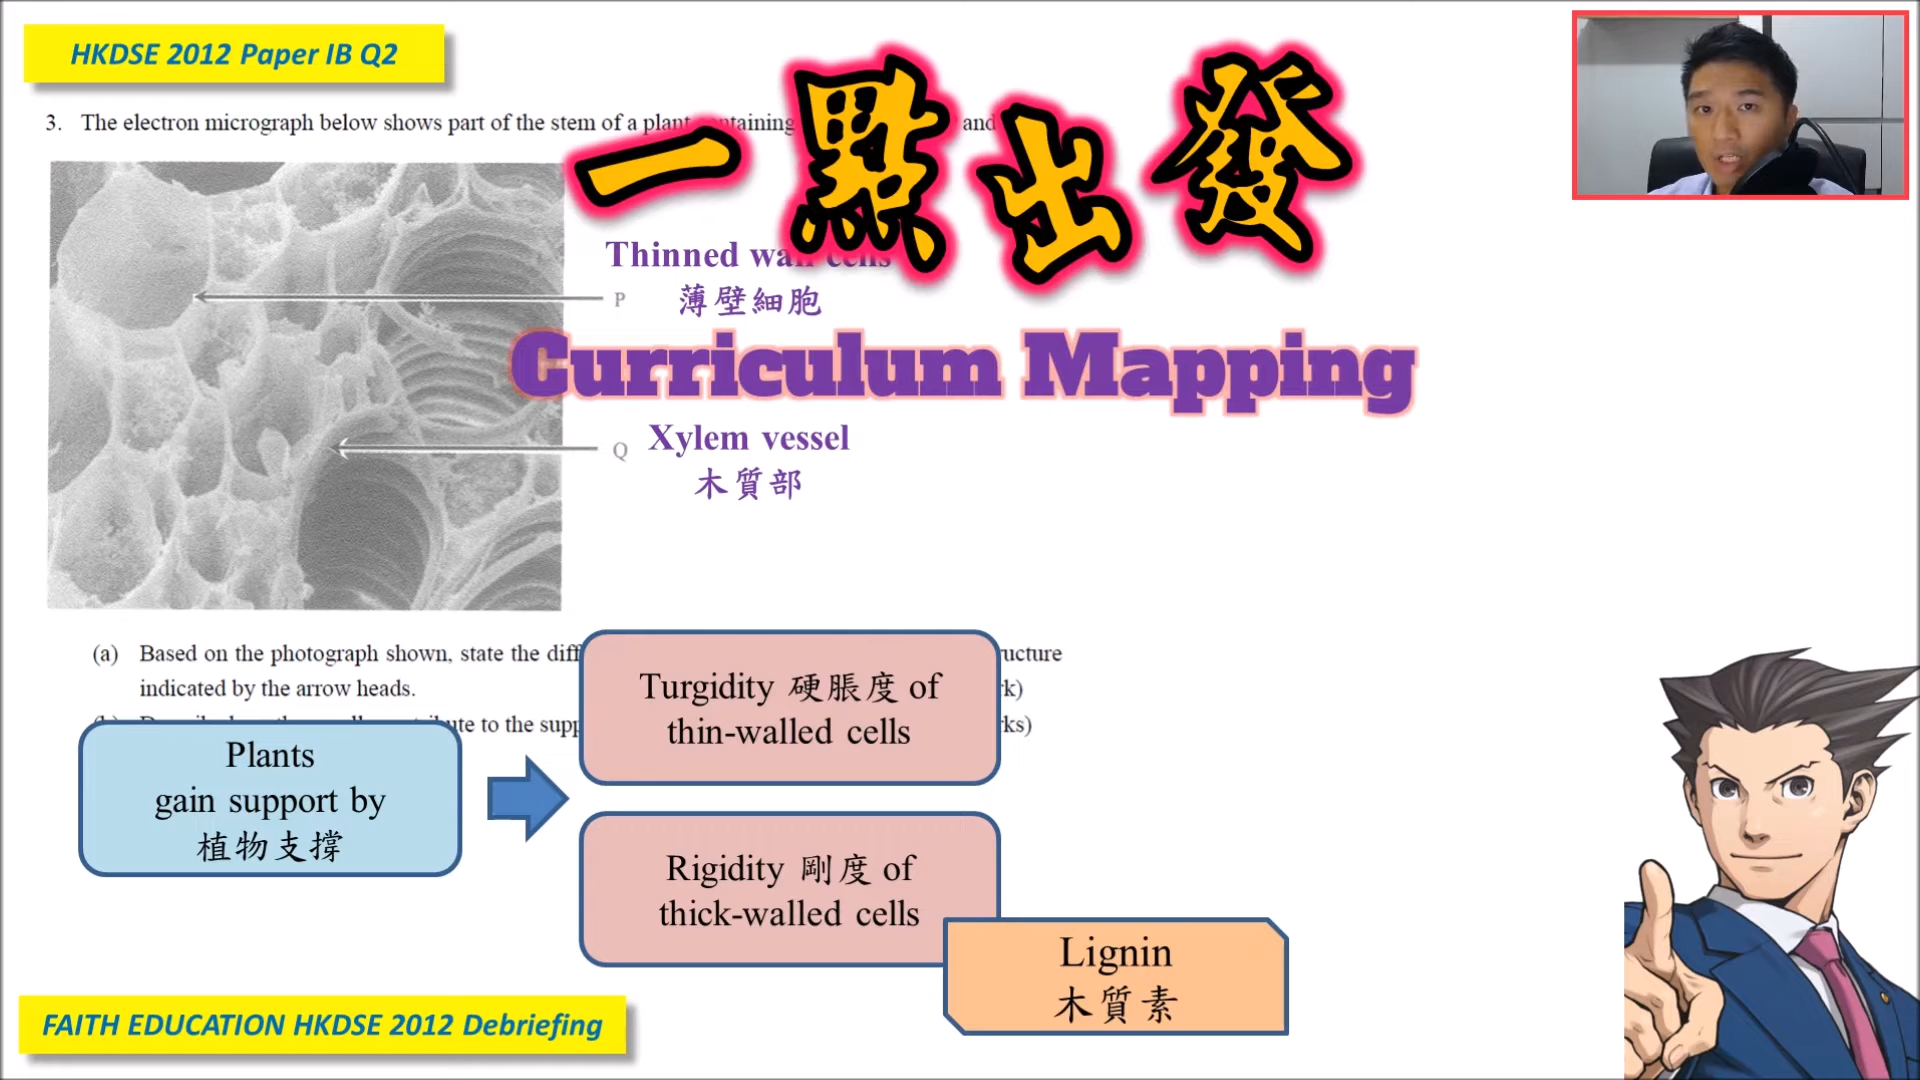 HKDSE 2012 Paper IB Q2
3. The electron micrograph below shows part of the stem of a plant containing and
一點出發
Thinned wall cells
P
薄壁細胞
Curriculum Mapping
Q
Xylem vessel
木質部
(a) Based on the photograph shown, state the ucture
indicated by the arrow heads. k)
to the ks)
Turgidity 硬脹度 of
thin-walled cells
Plants
gain support by
植物支撐
Rigidity 剛度 of
thick-walled cells
Lignin
木質素
FAITH EDUCATION HKDSE 2012 Debriefing